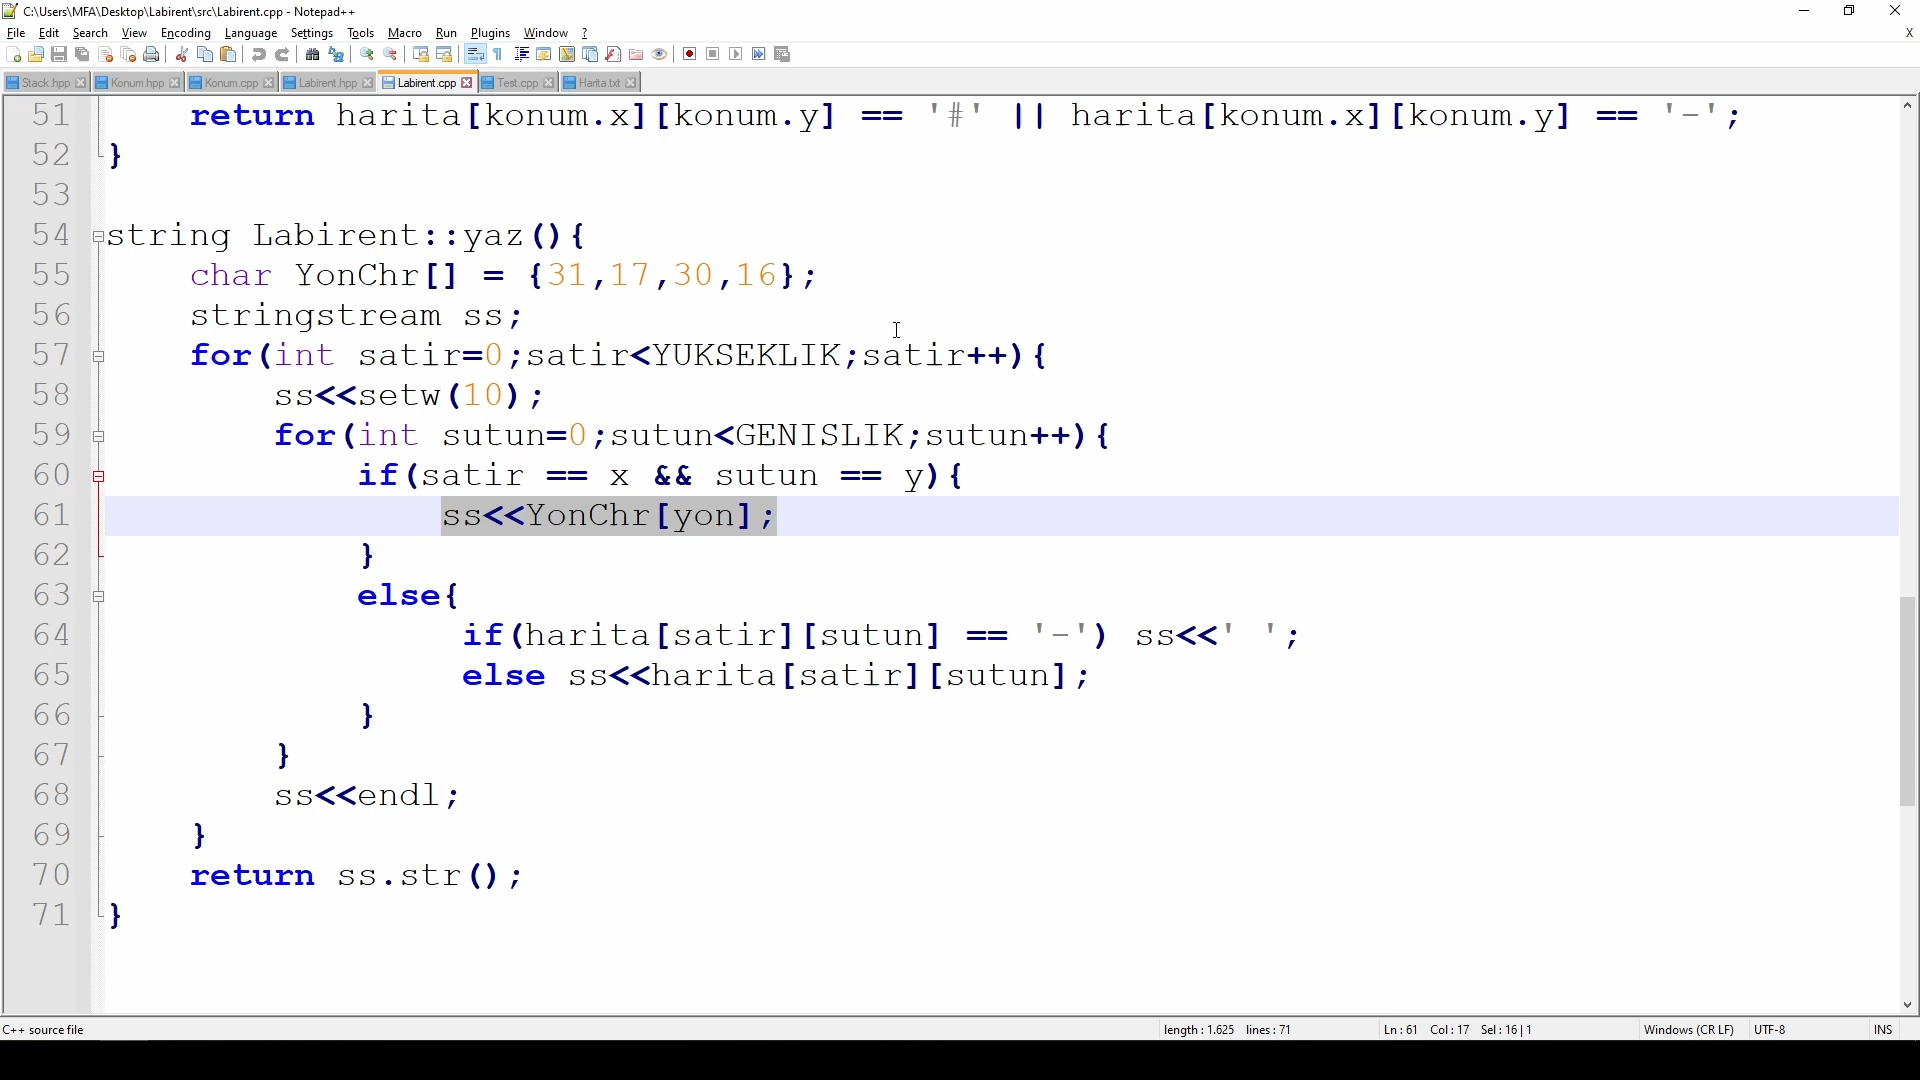 C:\Users\MFA\Desktop\Labirent\src\Labirent.cpp - Notepad++
File Edit Search View Encoding Language Settings Tools Macro Run Plugins Window ? X
Stack.hpp Konum.hpp Konum.cpp Labirent.hpp Labirent.cpp Test.cpp Harita.txt
51 return harita[konum.x][konum.y] == '#' || harita[konum.x][konum.y] == '-';
52 }
53
54 string Labirent::yaz(){
55 char YonChr[] = {31,17,30,16};
56 stringstream ss;
57 for(int satir=0;satir<YUKSEKLIK;satir++){
58 ss<<setw(10);
59 for(int sutun=0;sutun<GENISLIK;sutun++){
60 if(satir == x && sutun == y){
61 ss<<YonChr[yon];
62 }
63 else{
64 if(harita[satir][sutun] == '-') ss<<' ';
65 else ss<<harita[satir][sutun];
66 }
67 }
68 ss<<endl;
69 }
70 return ss.str();
71 }
C++ source file length : 1.625 lines : 71 Ln : 61 Col : 17 Sel : 16 | 1 Windows (CR LF) UTF-8 INS